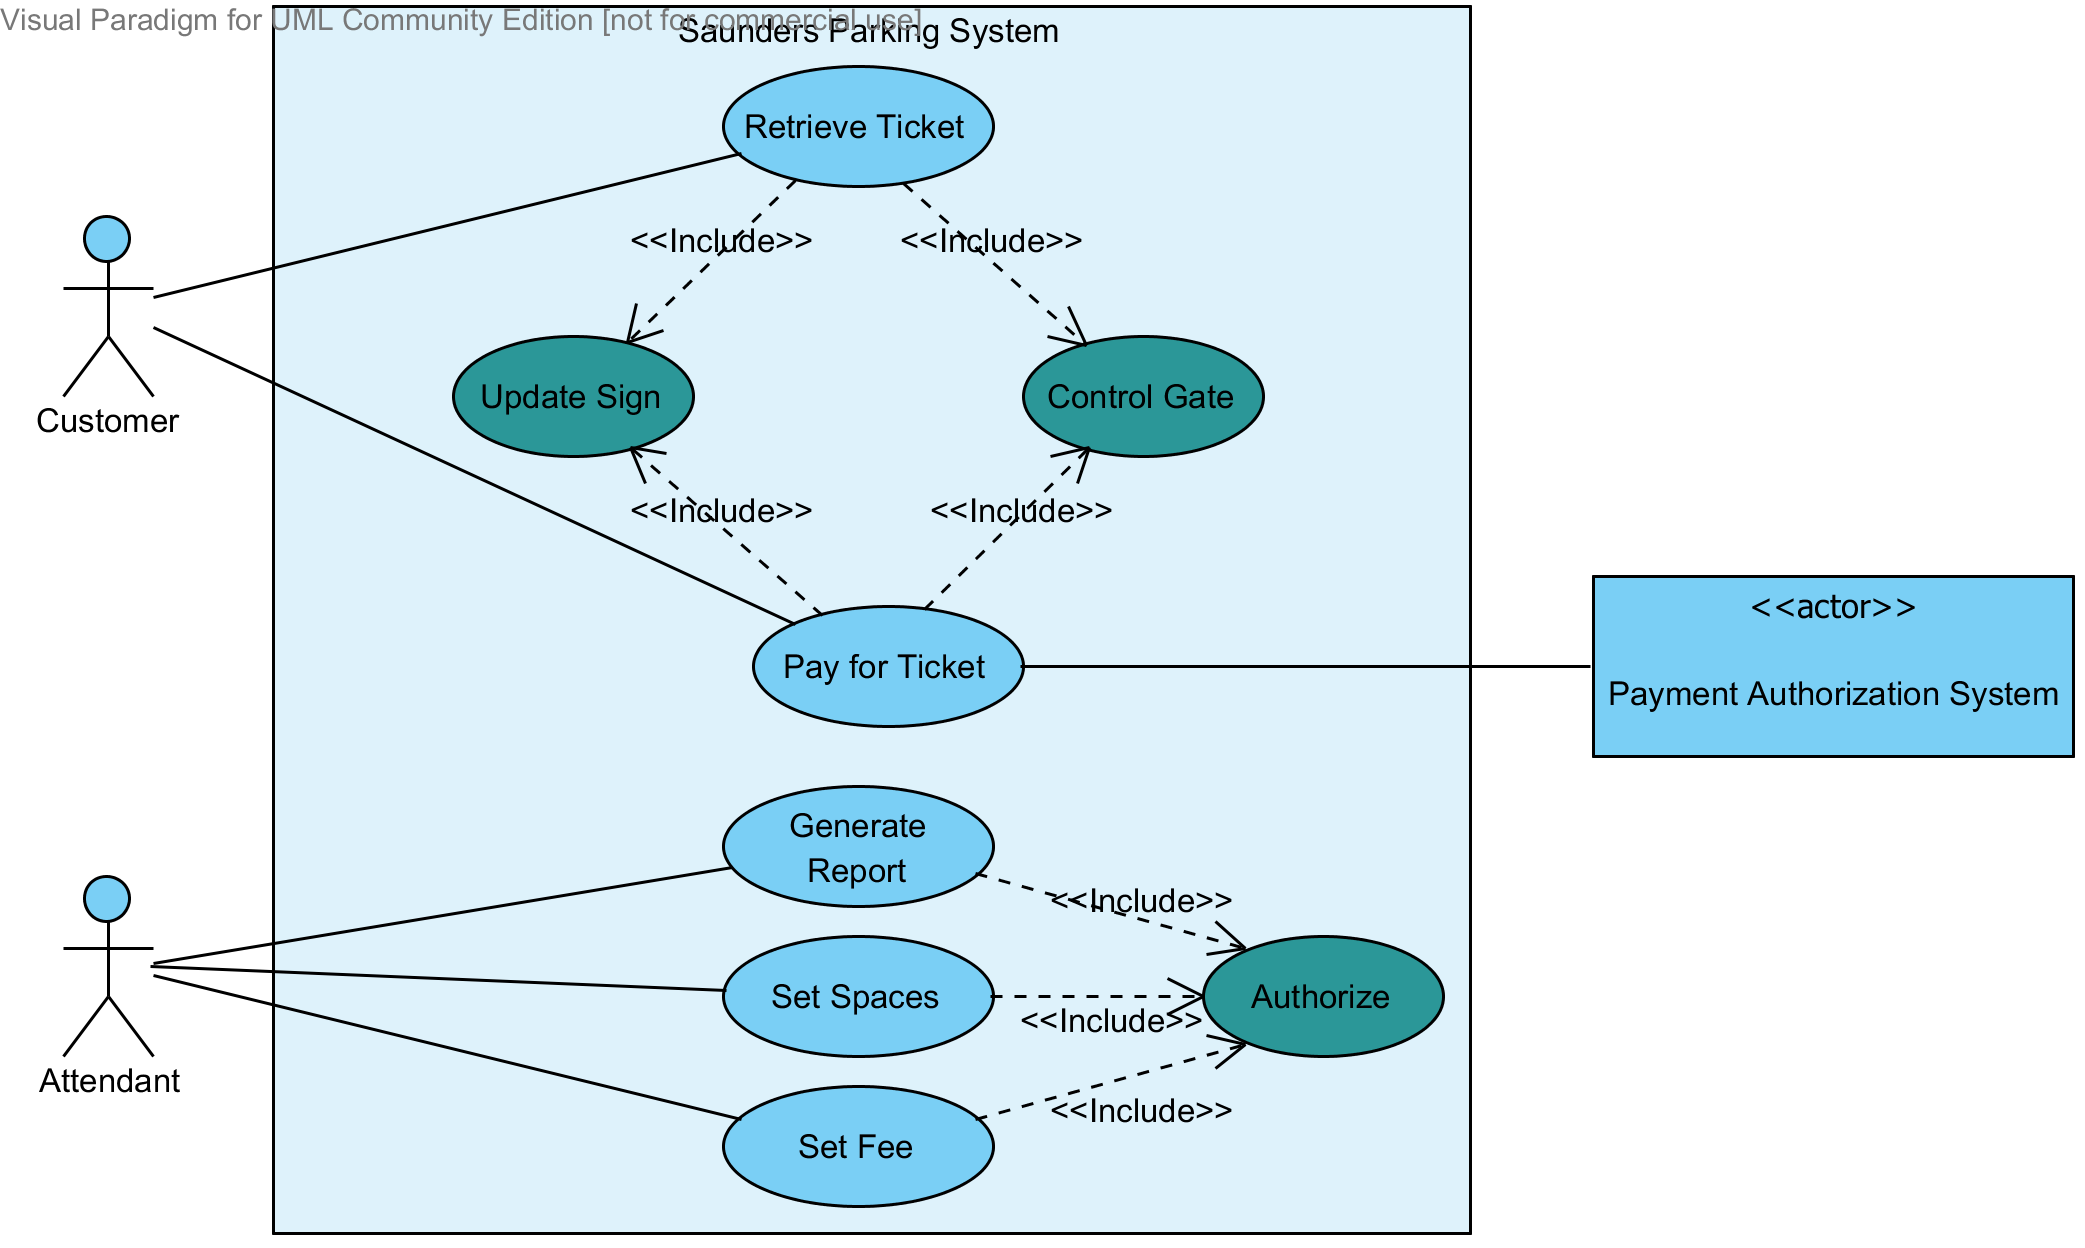 Visual Paradigm for UML Community Edition [not for commercial use]
Saunders Parking System
Retrieve Ticket
<<Include>>
<<Include>>
Update Sign
Control Gate
Customer
<<Include>>
<<Include>>
Pay for Ticket
<<actor>>
Payment Authorization System
Generate
Report
<<Include>>
Set Spaces
Authorize
<<Include>>
Attendant
<<Include>>
Set Fee